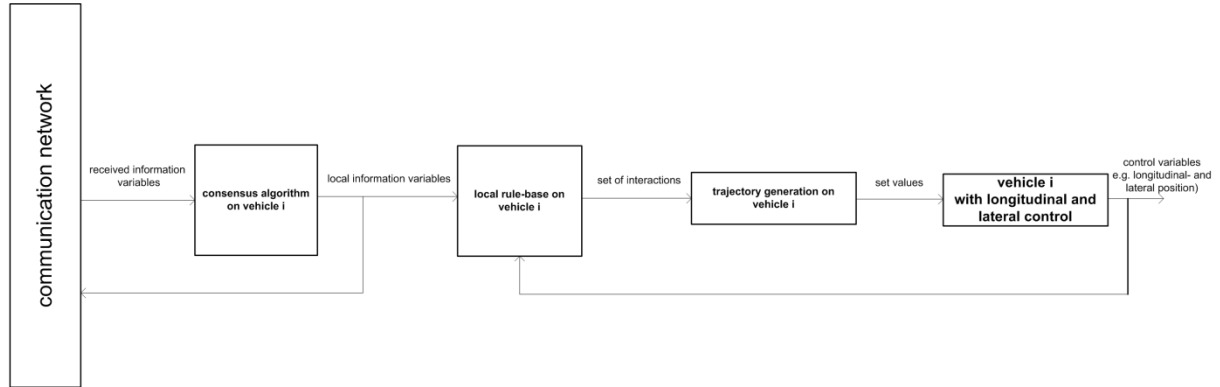 communication network
received information
variables
consensus algorithm
on vehicle i
local information variables
local rule-base on
vehicle i
set of interactions
trajectory generation on
vehicle i
set values
vehicle i
with longitudinal and
lateral control
control variables
e.g. longitudinal- and
lateral position)